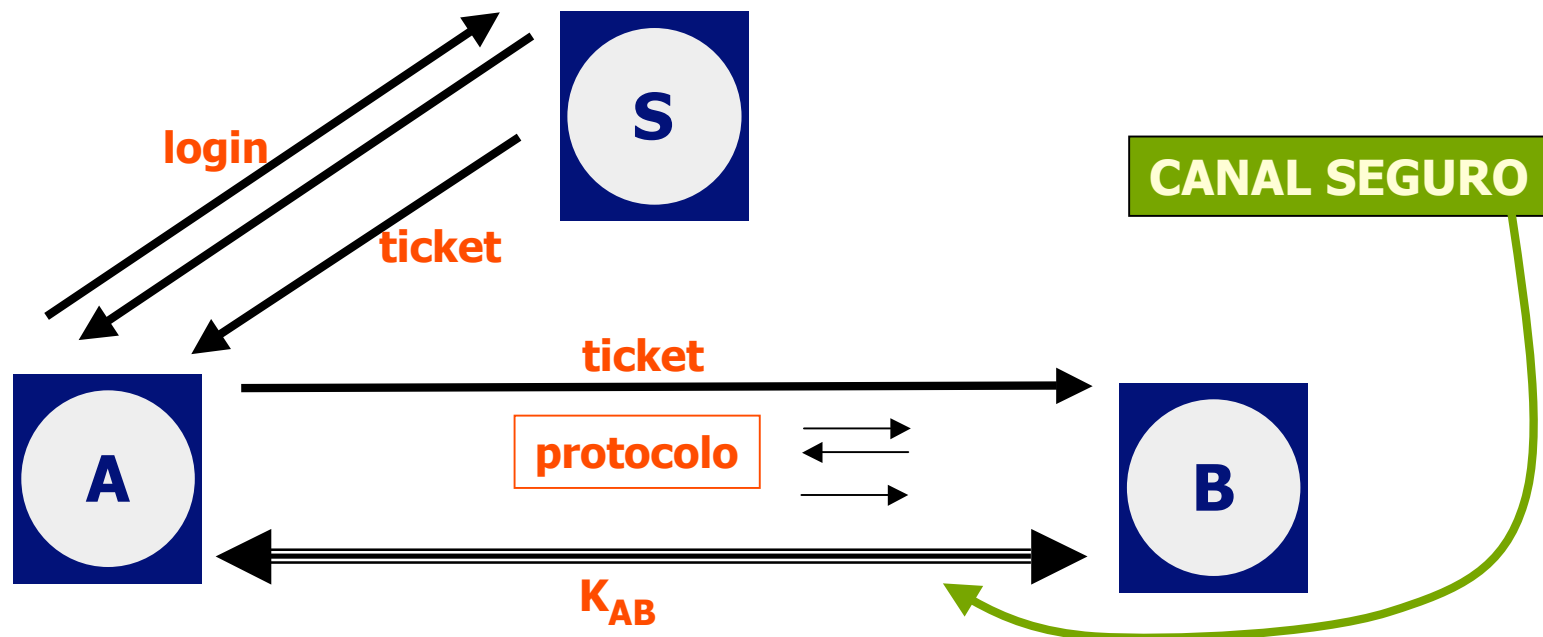 S
login
CANAL SEGURO
ticket
ticket
protocolo
A
B
KAB